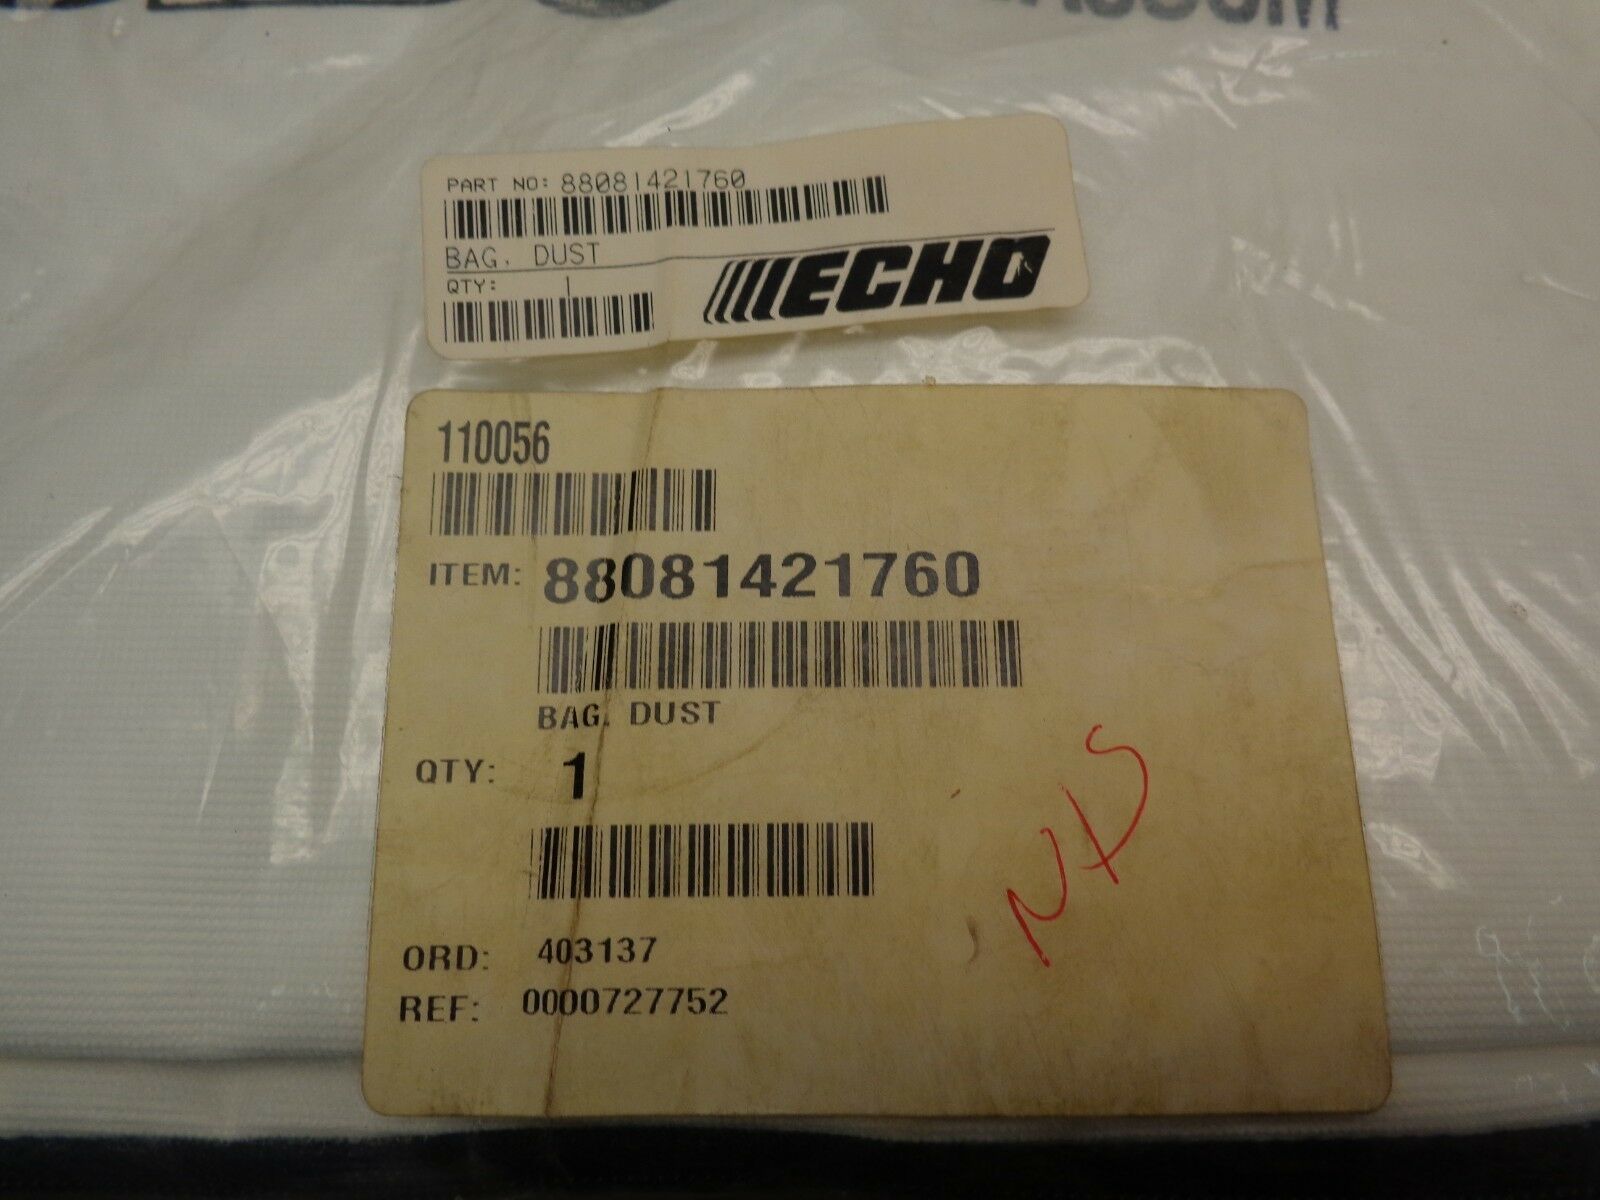 PART NO: 88081421760
BAG, DUST
QTY: 1
ECHO
110056
ITEM: 88081421760
BAG, DUST
QTY: 1
ORD: 403137
REF: 0000727752